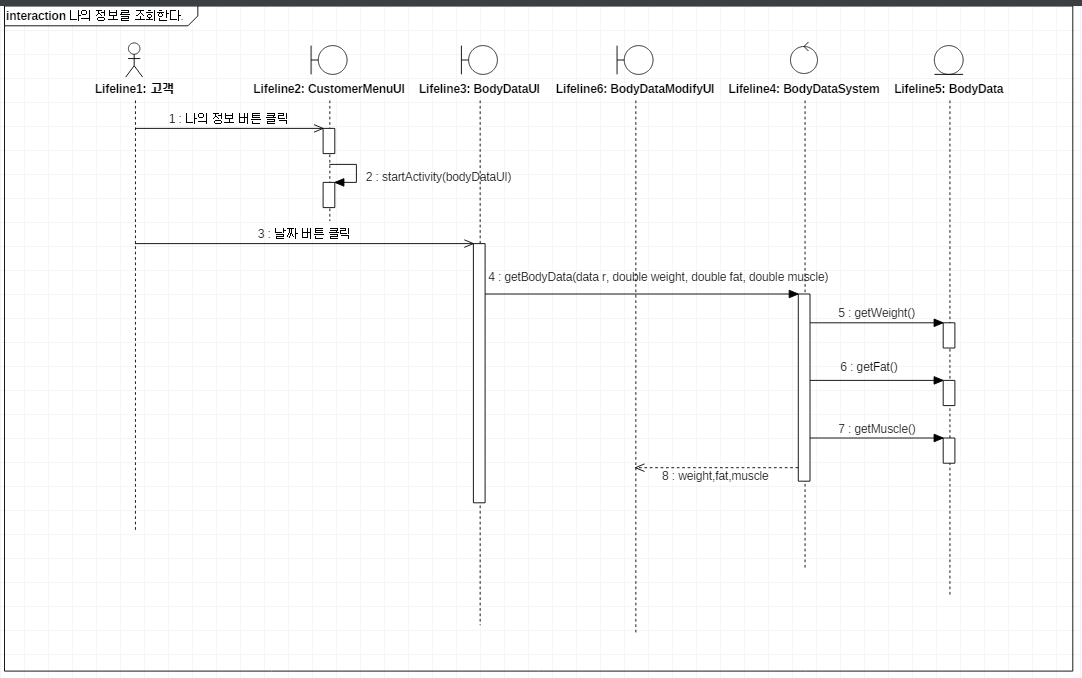 interaction 나의 정보를 조회한다.
Lifeline1: 고객
Lifeline2: CustomerMenuUI
Lifeline3: BodyDataUI
Lifeline6: BodyDataModifyUI
Lifeline4: BodyDataSystem
Lifeline5: BodyData
1 : 나의 정보 버튼 클릭
2 : startActivity(bodyDataUI)
3 : 날짜 버튼 클릭
4 : getBodyData(data r, double weight, double fat, double muscle)
5 : getWeight()
6 : getFat()
7 : getMuscle()
8 : weight,fat,muscle